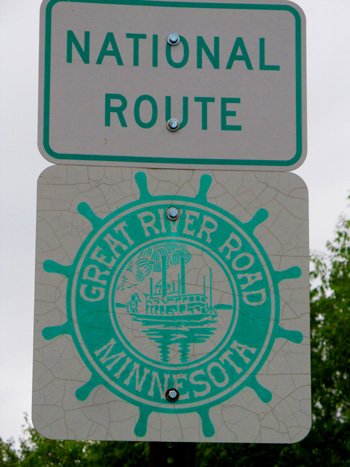 NATIONAL
ROUTE
GREAT RIVER ROAD
MINNESOTA